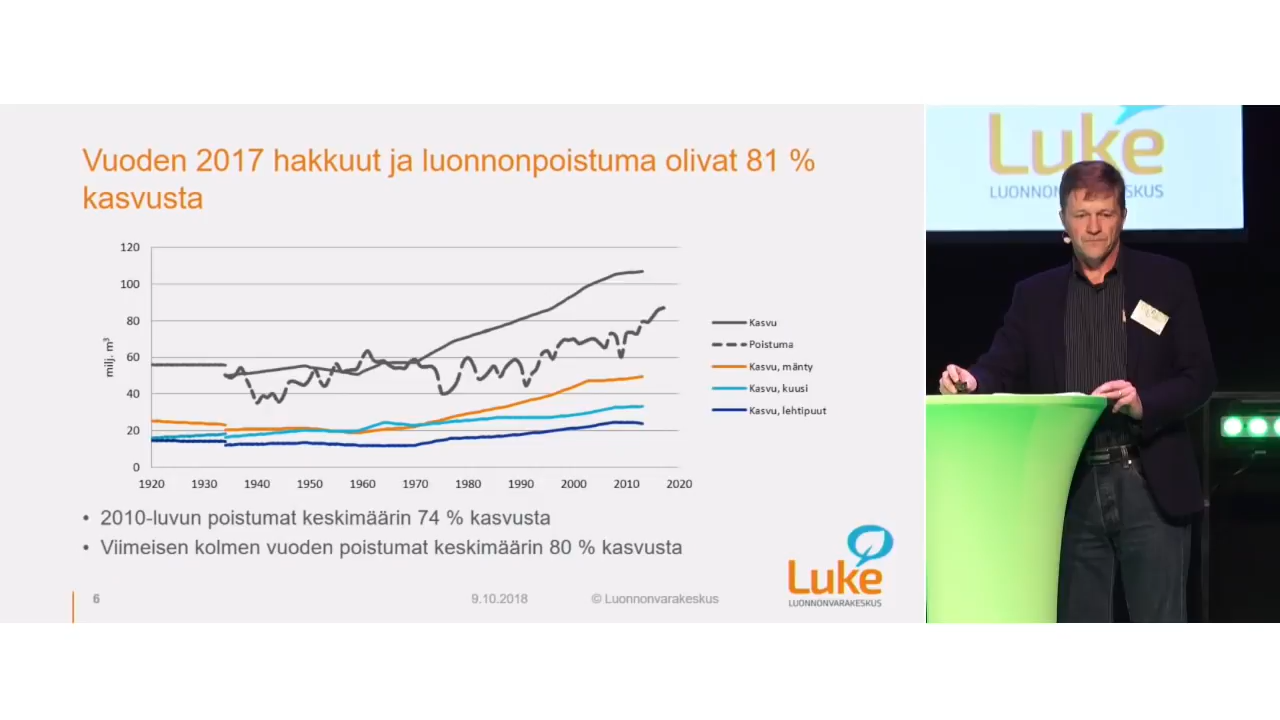 Vuoden 2017 hakkuut ja luonnonpoistuma olivat 81 %
kasvusta
120
100
80
60
40
20
0
milj. m³
1920 1930 1940 1950 1960 1970 1980 1990 2000 2010 2020
Kasvu
Poistuma
Kasvu, mänty
Kasvu, kuusi
Kasvu, lehtipuut
• 2010-luvun poistumat keskimäärin 74 % kasvusta
• Viimeisen kolmen vuoden poistumat keskimäärin 80 % kasvusta
6
9.10.2018
© Luonnonvarakeskus
Luke
LUONNONVARAKESKUS
Luke